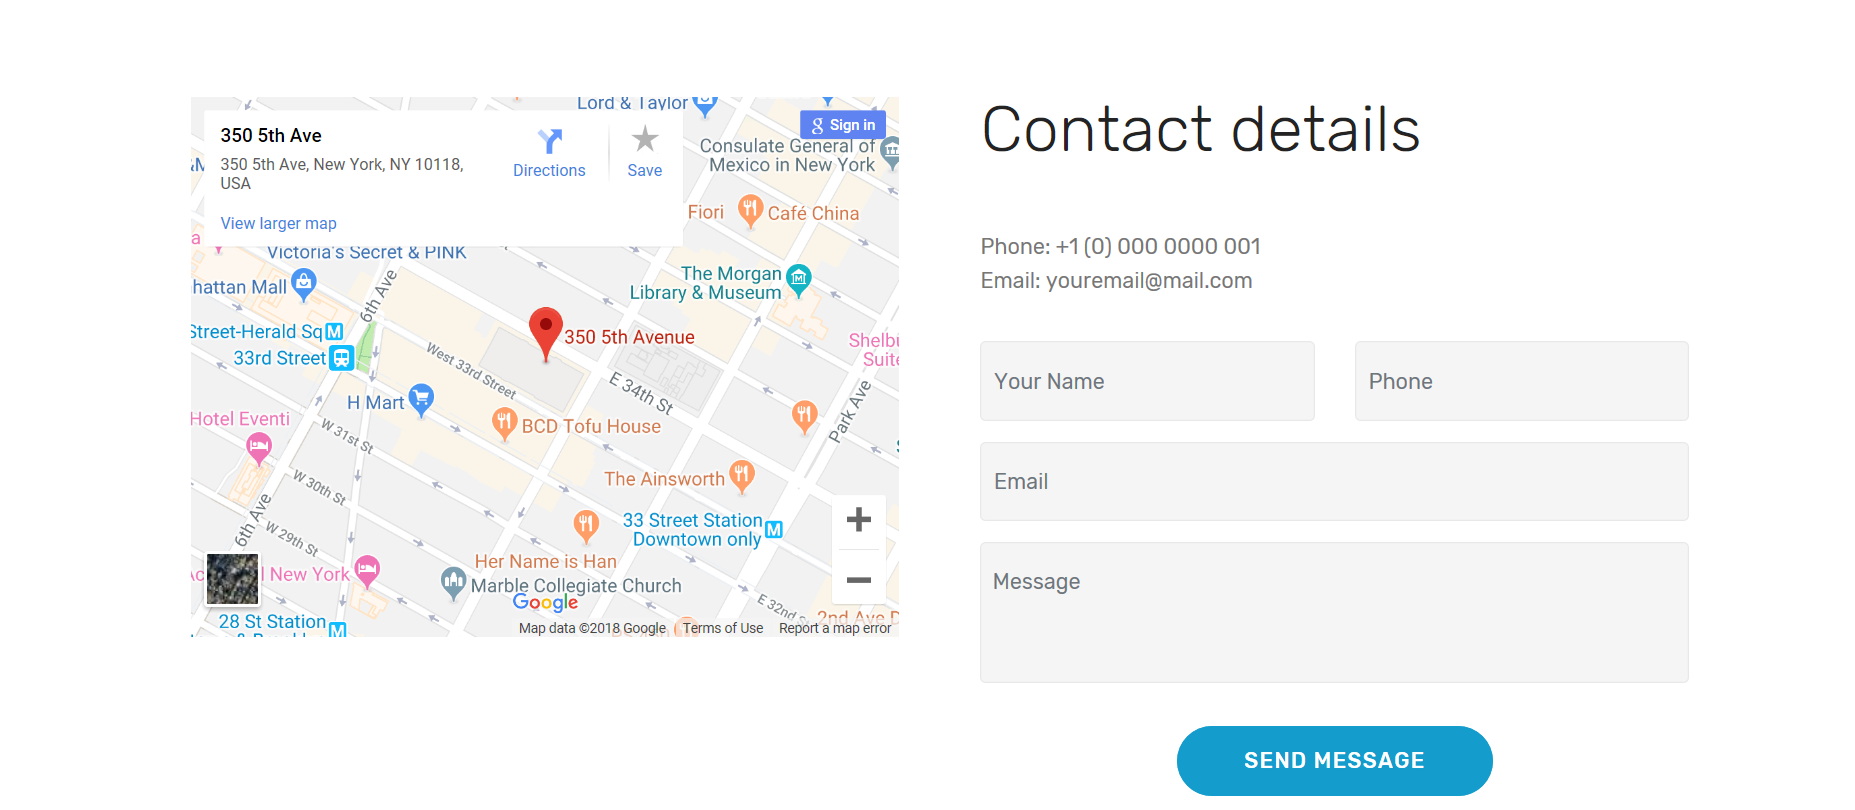 Lord & Taylor
350 5th Ave
350 5th Ave, New York, NY 10118,
USA
View larger map
Directions
Save
Sign in
Consulate General of
Mexico in New York
Fiori
Café China
Victoria's Secret & PINK
hattan Mall
6th Ave
The Morgan
Library & Museum
Street-Herald Sq M
33rd Street
350 5th Avenue
Shelbu
Suite
West 33rd Street
E 34th St
H Mart
Park Ave
Hotel Eventi
BCD Tofu House
W 31st St
The Ainsworth
W 30th St
6th Ave
33 Street Station M
Downtown only
W 29th St
Her Name is Han
New York
Marble Collegiate Church
Google
E 32nd S
2nd Ave D
28 St Station M
Map data ©2018 Google
Terms of Use
Report a map error
Contact details
Phone: +1 (0) 000 0000 001
Email: youremail@mail.com
Your Name
Phone
Email
Message
SEND MESSAGE